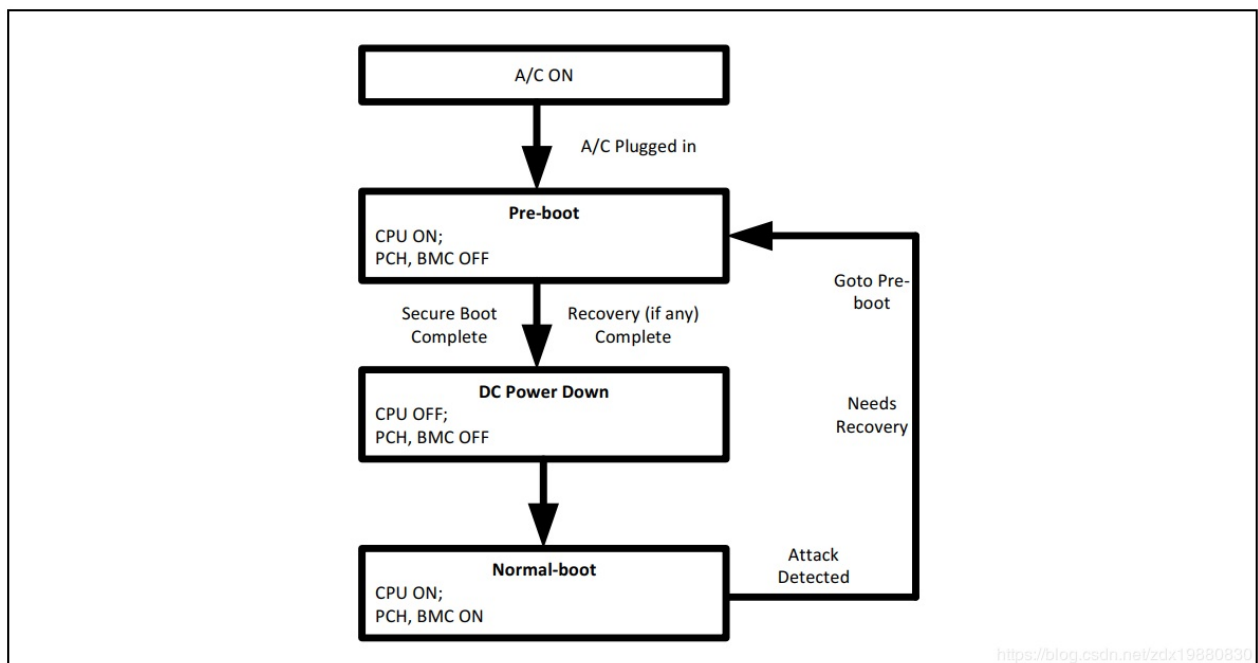 A/C ON
A/C Plugged in
Pre-boot
CPU ON;
PCH, BMC OFF
Secure Boot
Complete
Recovery (if any)
Complete
Goto Pre-
boot
DC Power Down
CPU OFF;
PCH, BMC OFF
Needs
Recovery
Normal-boot
CPU ON;
PCH, BMC ON
Attack
Detected
https://blog.csdn.net/zdx19880830